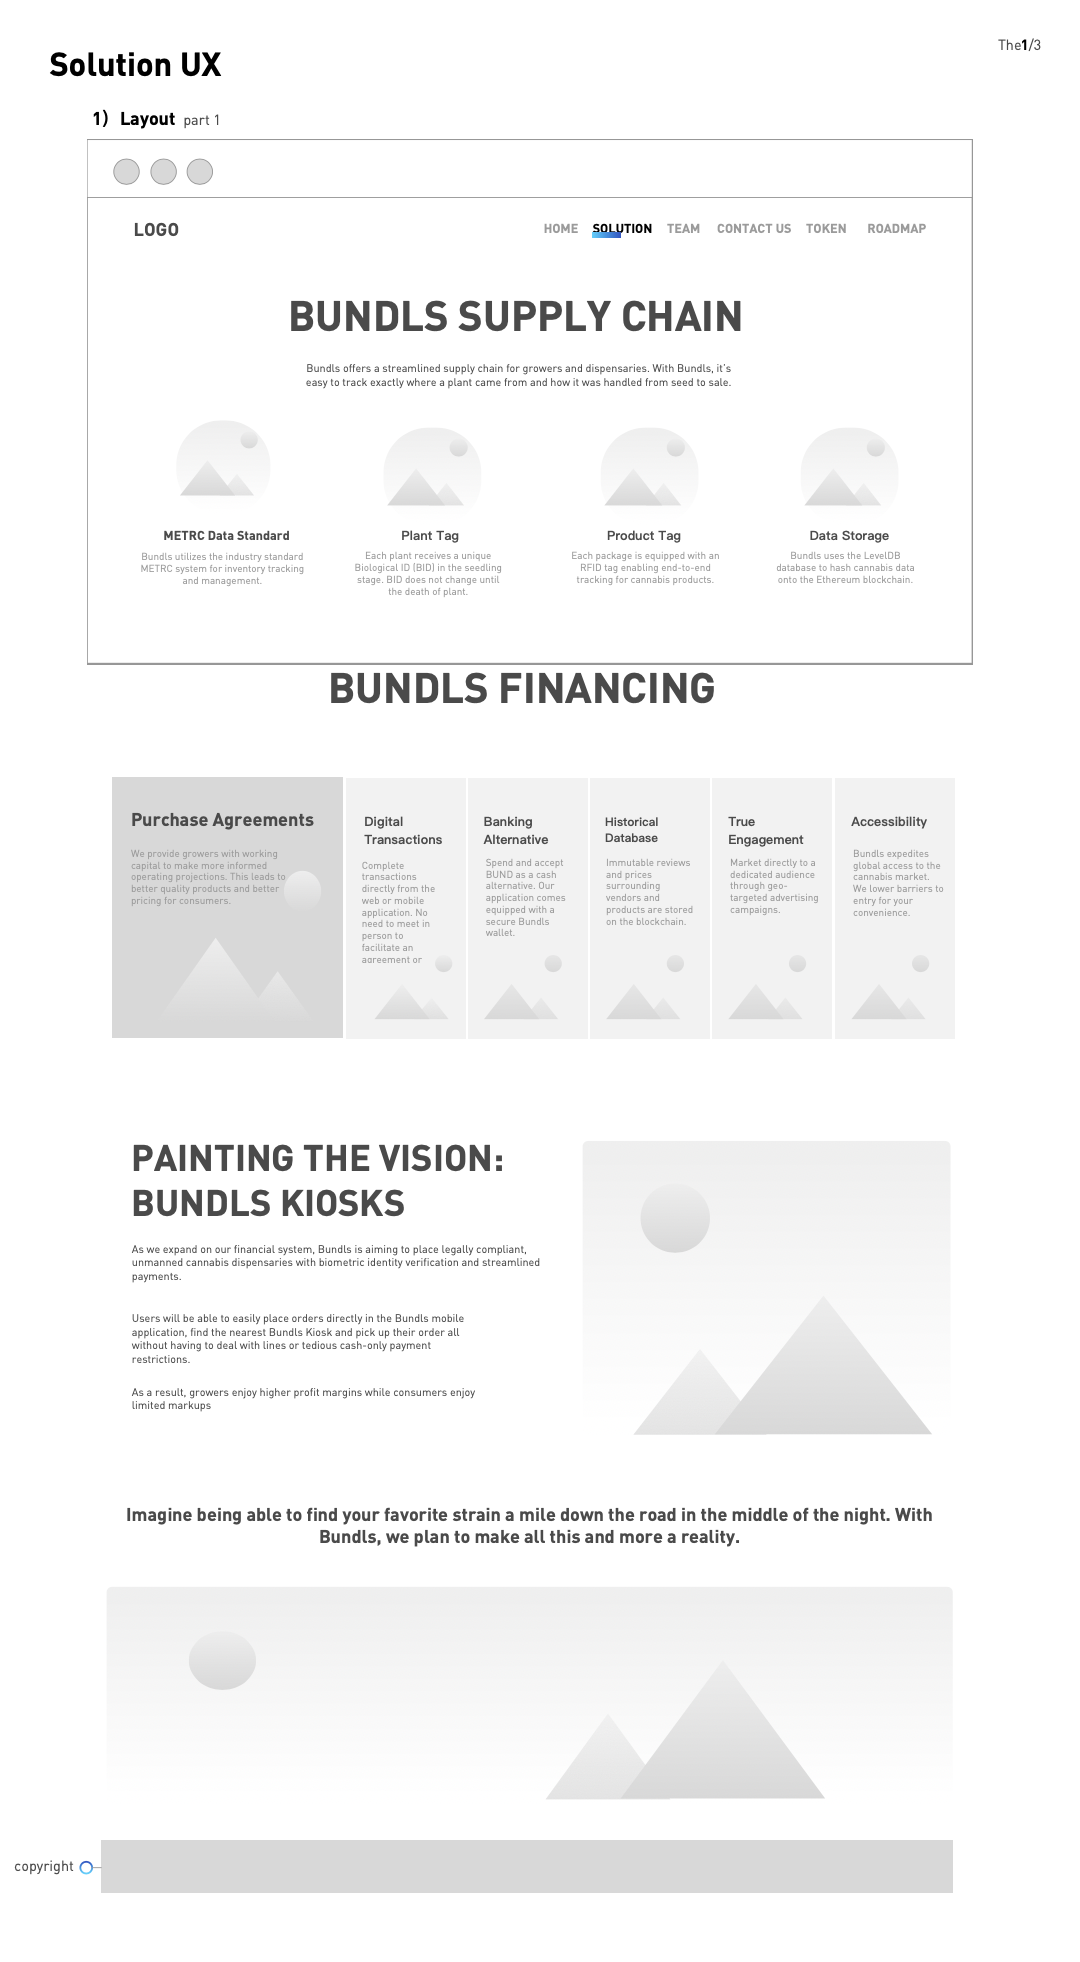 The1/3
Solution UX
1) Layout part 1
LOGO
HOME SOLUTION TEAM CONTACT US TOKEN ROADMAP
BUNDLS SUPPLY CHAIN
Bundls offers a streamlined supply chain for growers and dispensaries. With Bundls, it's
easy to track exactly where a plant came from and how it was handled from seed to sale.
METRC Data Standard
Bundls utilizes the industry standard
METRC system for inventory tracking
and management.
Plant Tag
Each plant receives a unique
Biological ID (BID) in the seedling
stage. BID does not change until
the death of plant.
Product Tag
Each package is equipped with an
RFID tag enabling end-to-end
tracking for cannabis products.
Data Storage
Bundls uses the LevelDB
database to hash cannabis data
onto the Ethereum blockchain.
BUNDLS FINANCING
Purchase Agreements
We provide growers with working
capital to make more informed
operating projections. This leads to
better quality products and better
pricing for consumers.
Digital
Transactions
Complete
transactions
directly from the
web or mobile
application. No
need to meet in
person to
facilitate an
agreement or
Banking
Alternative
Spend and accept
BUND as a cash
alternative. Our
application comes
equipped with a
secure Bundls
wallet.
Historical
Database
Immutable reviews
and prices
surrounding
vendors and
products are stored
on the blockchain.
True
Engagement
Market directly to a
dedicated audience
through geo-
targeted advertising
campaigns.
Accessibility
Bundls expedites
global access to the
cannabis market.
We lower barriers to
entry for your
convenience.
PAINTING THE VISION:
BUNDLS KIOSKS
As we expand on our financial system, Bundls is aiming to place legally compliant,
unmanned cannabis dispensaries with biometric identity verification and streamlined
payments.
Users will be able to easily place orders directly in the Bundls mobile
application, find the nearest Bundls Kiosk and pick up their order all
without having to deal with lines or tedious cash-only payment
restrictions.
As a result, growers enjoy higher profit margins while consumers enjoy
limited markups
Imagine being able to find your favorite strain a mile down the road in the middle of the night. With
Bundls, we plan to make all this and more a reality.
copyright